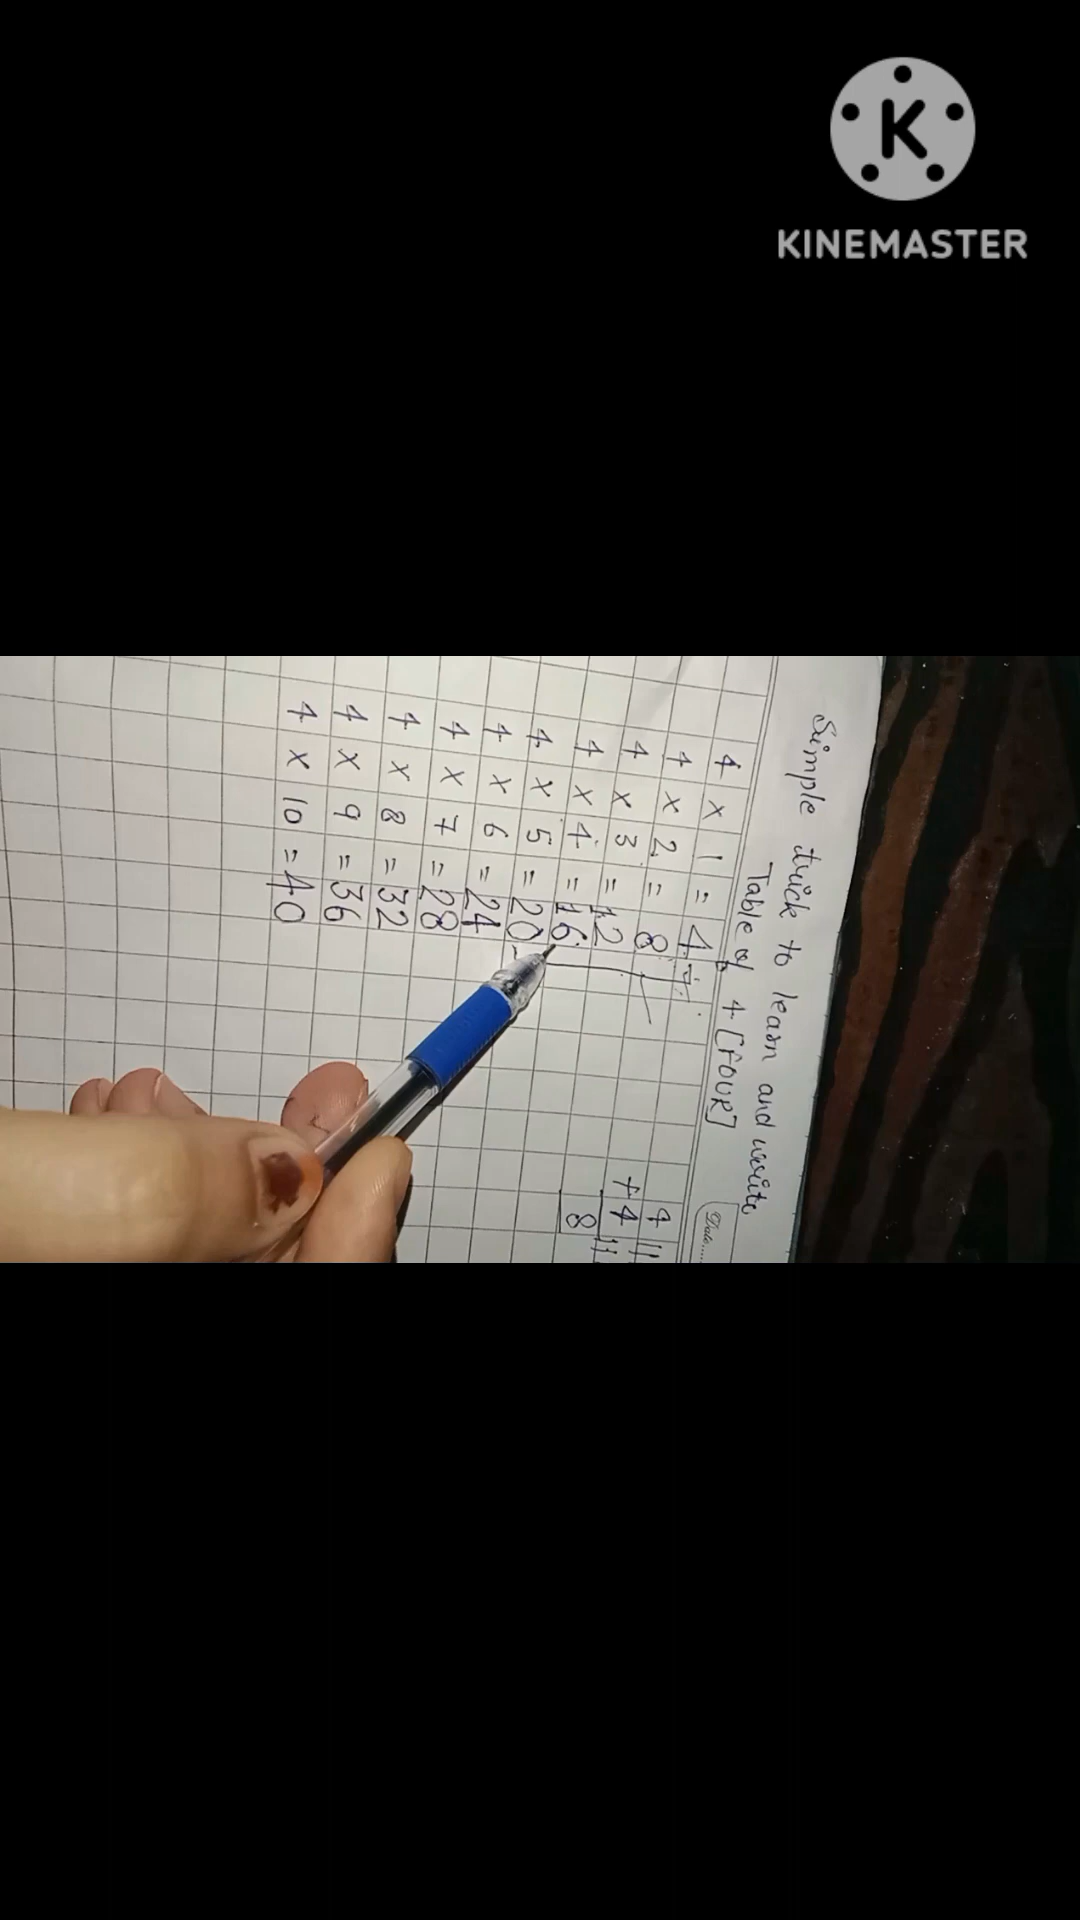 KINEMASTER
Simple trick to learn and write
Table of 4 [FOUR]
Date
4 x 1 = 4
4 x 2 = 8
4 x 3 = 12
4 x 4 = 16
4 x 5 = 20
4 x 6 = 24
4 x 7 = 28
4 x 8 = 32
4 x 9 = 36
4 x 10 = 40
4 ||
+4 ||
8